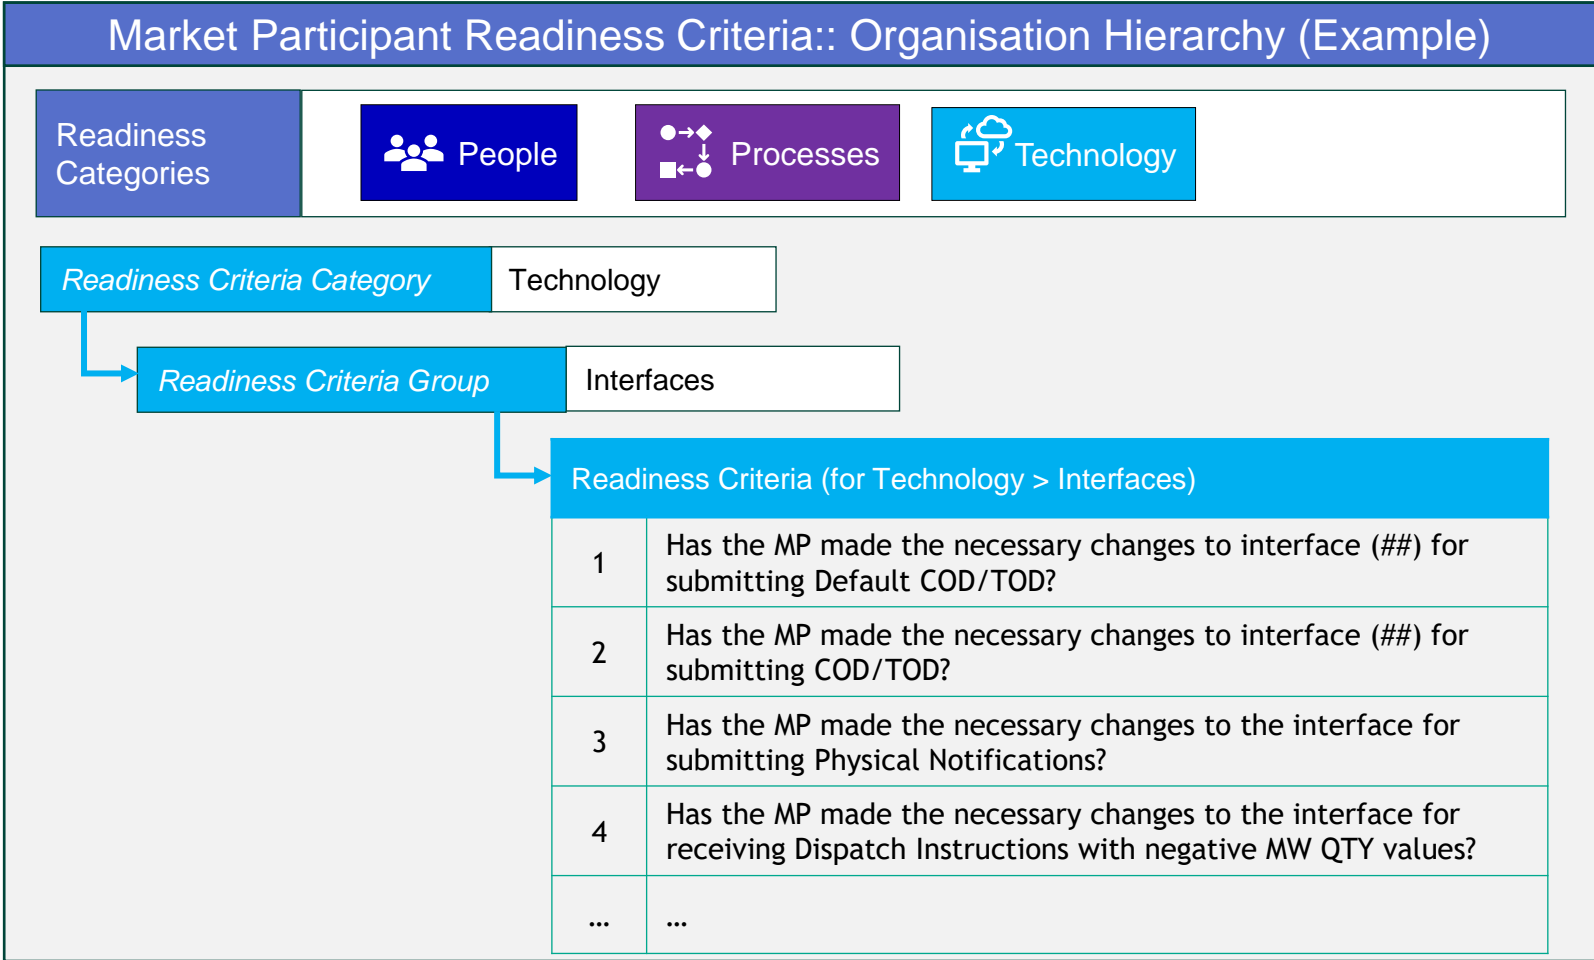 Market Participant Readiness Criteria:: Organisation Hierarchy (Example)
Readiness
Categories
People
Processes
Technology
Readiness Criteria Category
Technology
Readiness Criteria Group
Interfaces
Readiness Criteria (for Technology > Interfaces)
1
Has the MP made the necessary changes to interface (##) for
submitting Default COD/TOD?
2
Has the MP made the necessary changes to interface (##) for
submitting COD/TOD?
3
Has the MP made the necessary changes to the interface for
submitting Physical Notifications?
4
Has the MP made the necessary changes to the interface for
receiving Dispatch Instructions with negative MW QTY values?
…
…